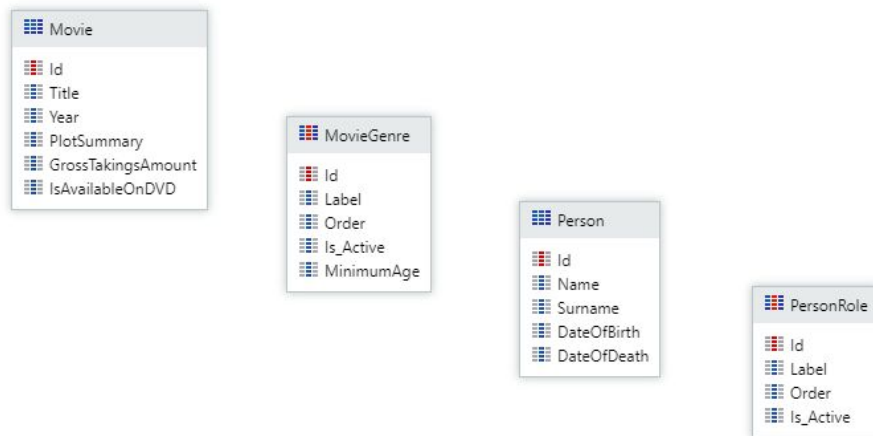 Movie
Id
Title
Year
PlotSummary
GrossTakingsAmount
IsAvailableOnDVD
MovieGenre
Id
Label
Order
Is_Active
MinimumAge
Person
Id
Name
Surname
DateOfBirth
DateOfDeath
PersonRole
Id
Label
Order
Is_Active